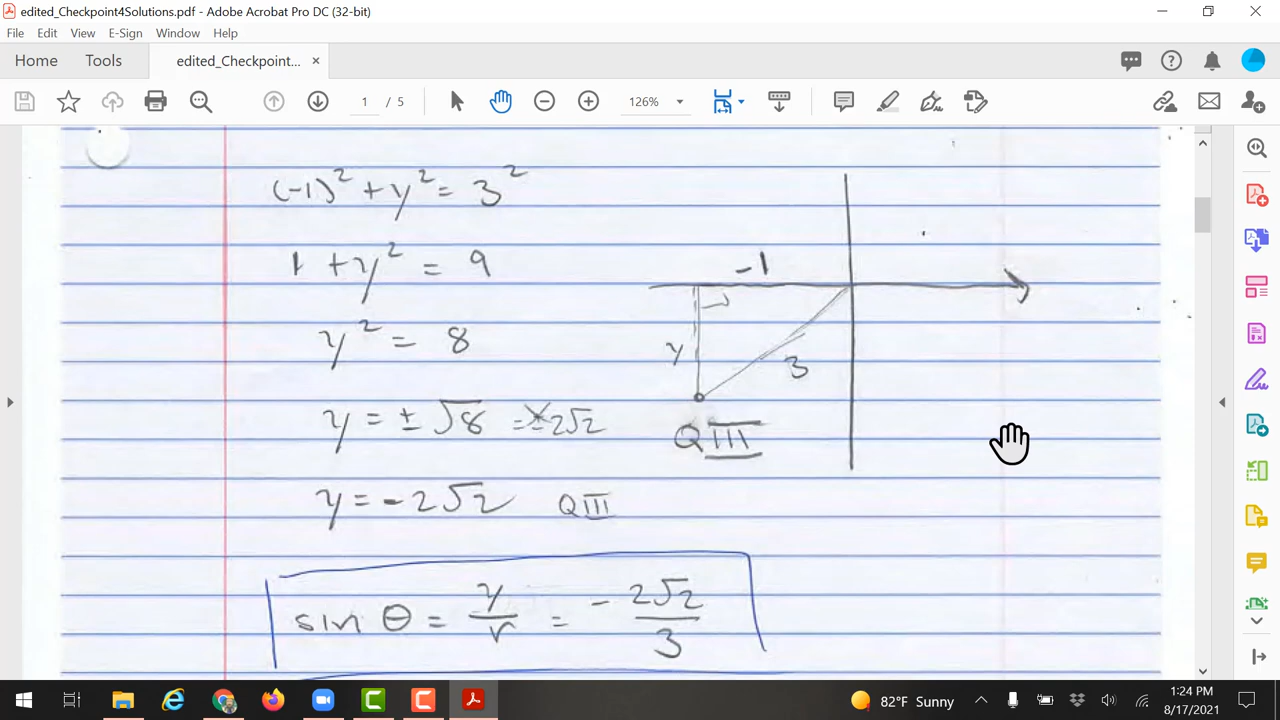 edited_Checkpoint4Solutions.pdf - Adobe Acrobat Pro DC (32-bit)
File Edit View E-Sign Window Help
Home Tools edited_Checkpoint... ×
1 / 5 126%
(-1)² + y² = 3²
1 + y² = 9
y² = 8
y = ± √8 = ± 2√2
y = -2√2 QIII
-1
y
3
QIII
sin θ = y/r = - 2√2/3
82°F Sunny
1:24 PM
8/17/2021